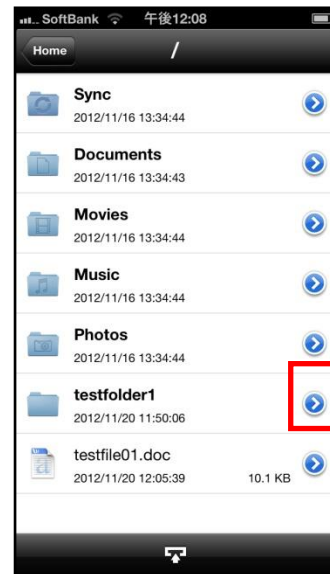 SoftBank 午後12:08
Home /
Sync
2012/11/16 13:34:44
Documents
2012/11/16 13:34:43
Movies
2012/11/16 13:34:44
Music
2012/11/16 13:34:44
Photos
2012/11/16 13:34:44
testfolder1
2012/11/20 11:50:06
testfile01.doc
2012/11/20 12:05:39 10.1 KB